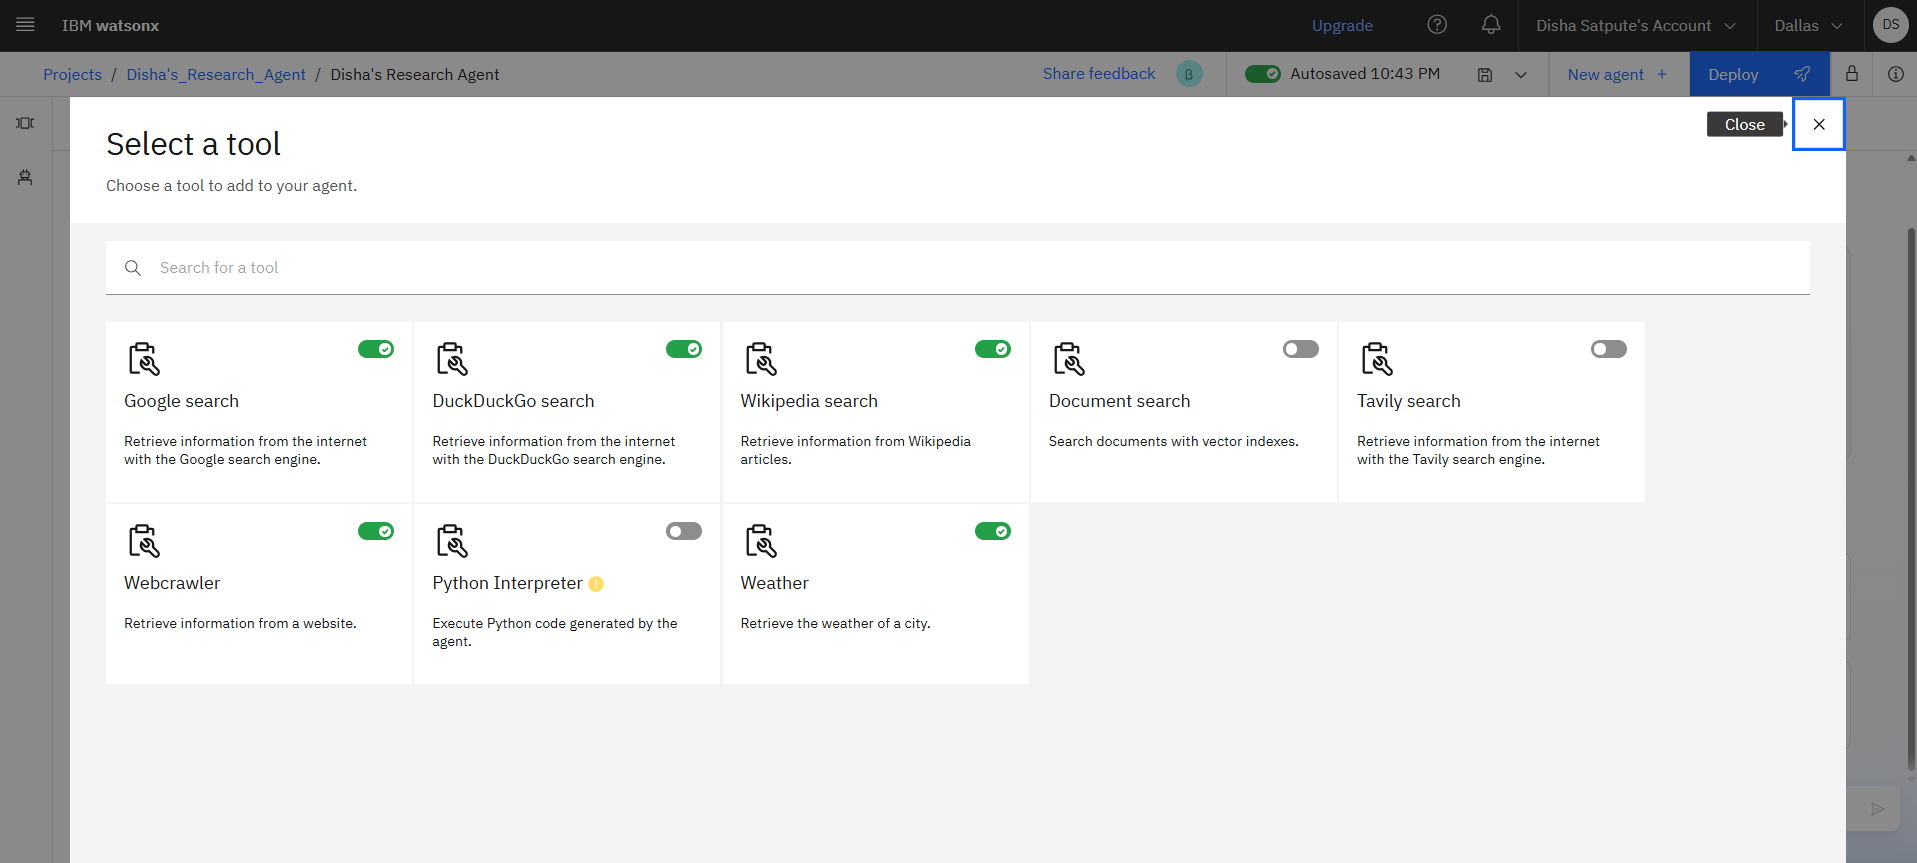 IBM watsonx
Upgrade
Disha Satpute's Account
Dallas
DS
Projects / Disha's_Research_Agent / Disha's Research Agent
Share feedback
β
Autosaved 10:43 PM
New agent +
Deploy
Select a tool
Close
Choose a tool to add to your agent.
Search for a tool
Google search
Retrieve information from the internet
with the Google search engine.
DuckDuckGo search
Retrieve information from the internet
with the DuckDuckGo search engine.
Wikipedia search
Retrieve information from Wikipedia
articles.
Document search
Search documents with vector indexes.
Tavily search
Retrieve information from the internet
with the Tavily search engine.
Webcrawler
Retrieve information from a website.
Python Interpreter
Execute Python code generated by the
agent.
Weather
Retrieve the weather of a city.